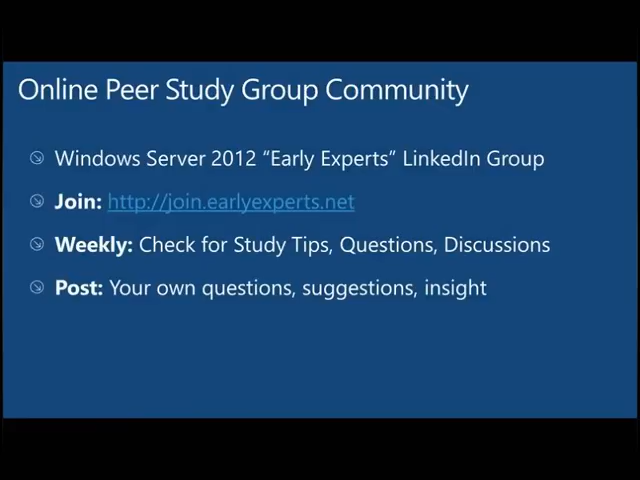 Online Peer Study Group Community
Windows Server 2012 “Early Experts” LinkedIn Group
Join: http://join.earlyexperts.net
Weekly: Check for Study Tips, Questions, Discussions
Post: Your own questions, suggestions, insight